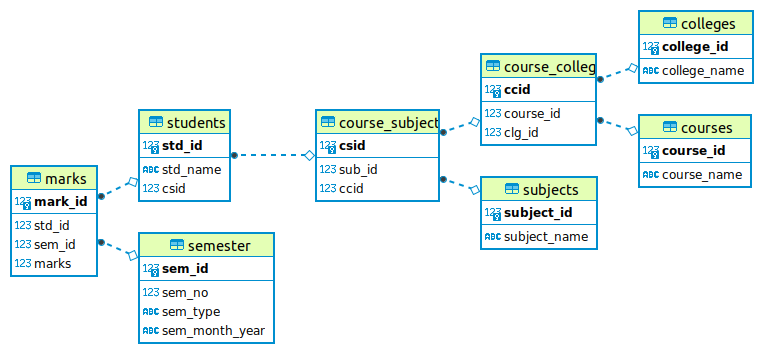 colleges
123 college_id
ABC college_name
course_colleg
123 ccid
123 course_id
123 clg_id
courses
123 course_id
ABC course_name
students
123 std_id
ABC std_name
123 csid
course_subject
123 csid
123 sub_id
123 ccid
subjects
123 subject_id
ABC subject_name
marks
123 mark_id
123 std_id
123 sem_id
123 marks
semester
123 sem_id
123 sem_no
ABC sem_type
ABC sem_month_year